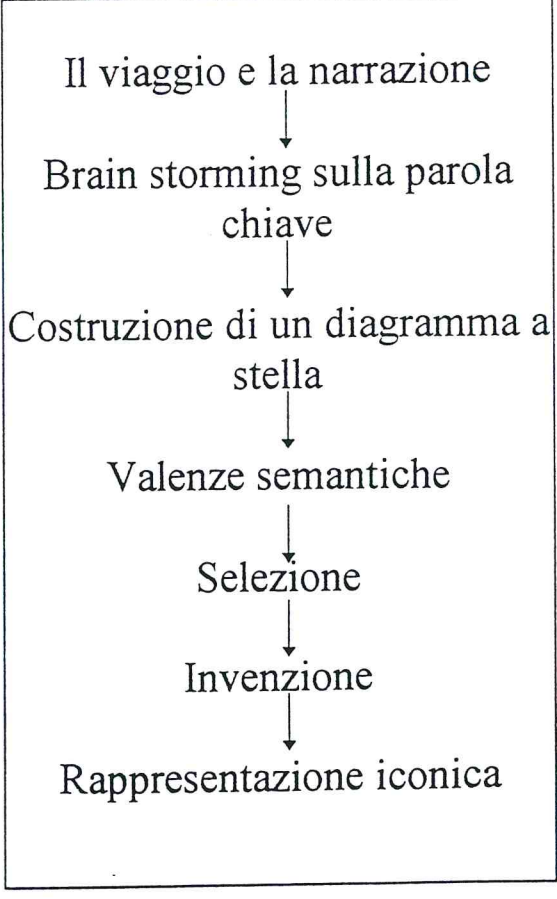 Il viaggio e la narrazione
Brain storming sulla parola
chiave
Costruzione di un diagramma a
stella
Valenze semantiche
Selezione
Invenzione
Rappresentazione iconica